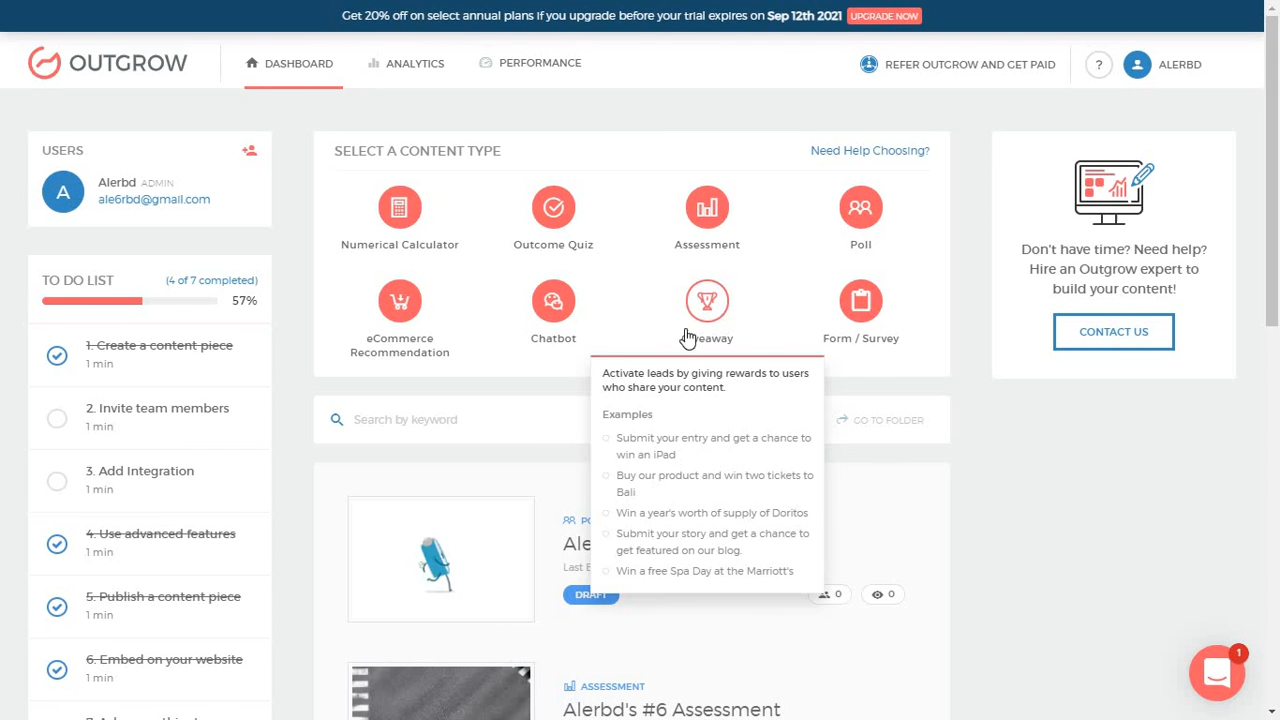 Get 20% off on select annual plans if you upgrade before your trial expires on Sep 12th 2021 UPGRADE NOW
OUTGROW
DASHBOARD
ANALYTICS
PERFORMANCE
REFER OUTGROW AND GET PAID
?
ALERBD
USERS
A
Alerbd ADMIN
ale6rbd@gmail.com
TO DO LIST
(4 of 7 completed)
57%
1. Create a content piece
1 min
2. Invite team members
1 min
3. Add Integration
1 min
4. Use advanced features
1 min
5. Publish a content piece
1 min
6. Embed on your website
1 min
SELECT A CONTENT TYPE
Need Help Choosing?
Numerical Calculator
Outcome Quiz
Assessment
Poll
eCommerce
Recommendation
Chatbot
Form / Survey
Activate leads by giving rewards to users
who share your content.
Examples
Submit your entry and get a chance to
win an iPad
Buy our product and win two tickets to
Bali
Win a year's worth of supply of Doritos
Submit your story and get a chance to
get featured on our blog.
Win a free Spa Day at the Marriott's
Search by keyword
GO TO FOLDER
DRAFT
0
0
ASSESSMENT
Alerbd's #6 Assessment
Don't have time? Need help?
Hire an Outgrow expert to
build your content!
CONTACT US
1